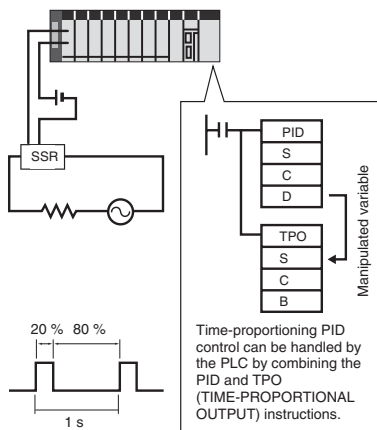 SSR
PID
S
C
D
TPO
S
C
B
Manipulated variable
20 % 80 %
1 s
Time-proportioning PID
control can be handled by
the PLC by combining the
PID and TPO
(TIME-PROPORTIONAL
OUTPUT) instructions.